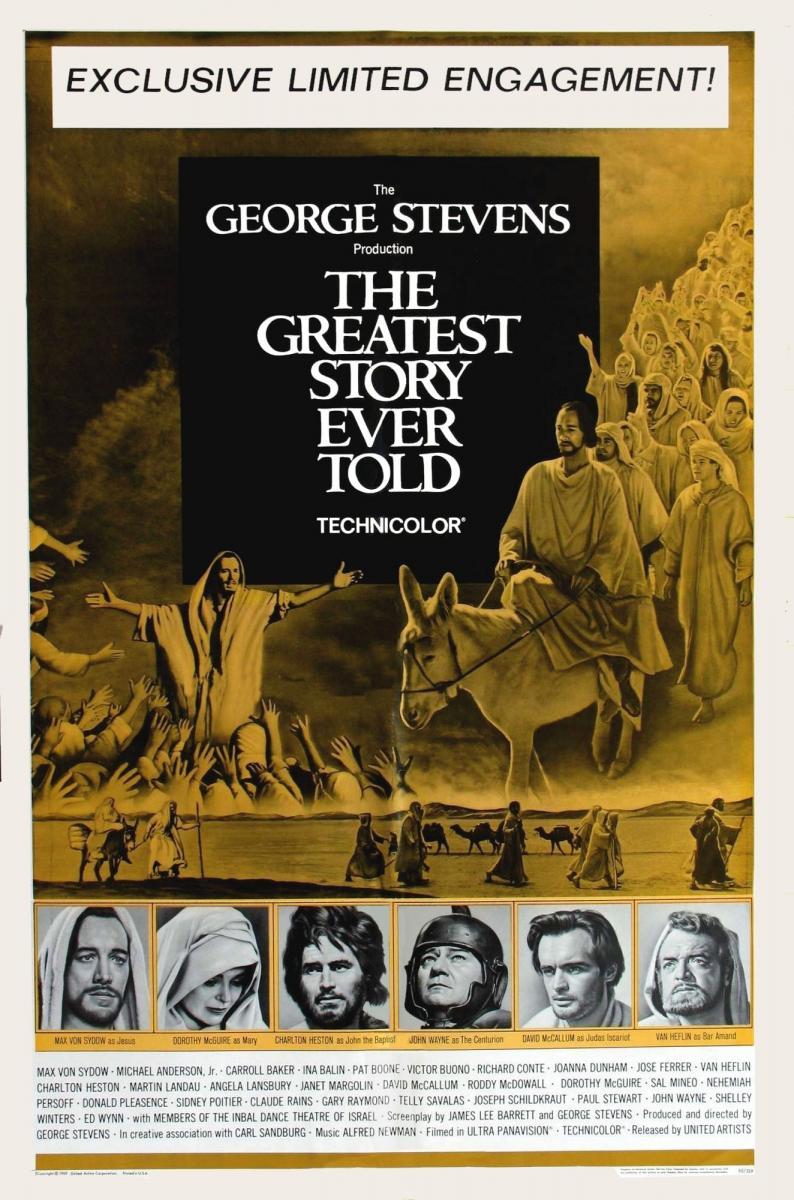 EXCLUSIVE LIMITED ENGAGEMENT!
The
GEORGE STEVENS
Production
THE
GREATEST
STORY
EVER
TOLD
TECHNICOLOR®
MAX VON SYDOW as Jesus
DOROTHY McGUIRE as Mary
CHARLTON HESTON as John the Baptist
JOHN WAYNE as The Centurion
DAVID McCALLUM as Judas Iscariot
VAN HEFLIN as Bar Amand
MAX VON SYDOW · MICHAEL ANDERSON, Jr. · CARROLL BAKER · INA BALIN · PAT BOONE · VICTOR BUONO · RICHARD CONTE · JOANNA DUNHAM · JOSE FERRER · VAN HEFLIN
CHARLTON HESTON · MARTIN LANDAU · ANGELA LANSBURY · JANET MARGOLIN · DAVID McCALLUM · RODDY McDOWALL · DOROTHY McGUIRE · SAL MINEO · NEHEMIAH
PERSOFF · DONALD PLEASENCE · SIDNEY POITIER · CLAUDE RAINS · GARY RAYMOND · TELLY SAVALAS · JOSEPH SCHILDKRAUT · PAUL STEWART · JOHN WAYNE · SHELLEY
WINTERS · ED WYNN · with MEMBERS OF THE INBAL DANCE THEATRE OF ISRAEL · Screenplay by JAMES LEE BARRETT and GEORGE STEVENS · Produced and directed by
GEORGE STEVENS · In creative association with CARL SANDBURG · Music ALFRED NEWMAN · Filmed in ULTRA PANAVISION® · TECHNICOLOR® · Released by UNITED ARTISTS
United Artists Corporation Printed in U.S.A.